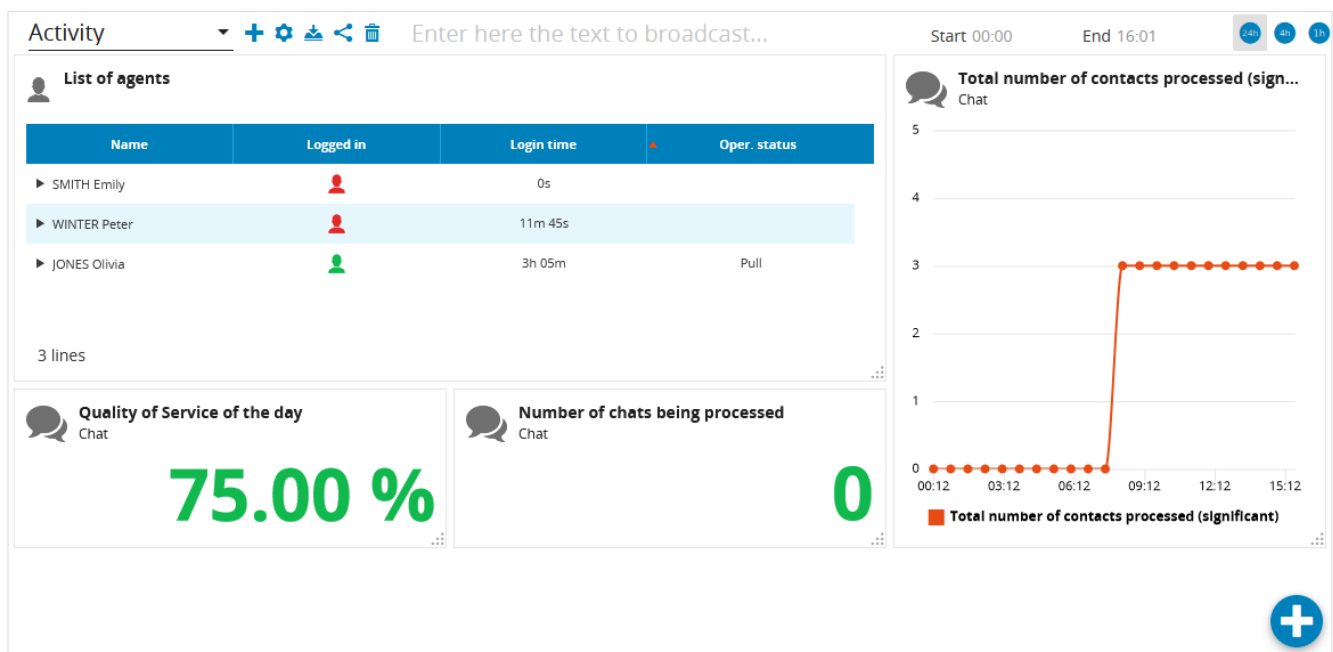 Activity
Enter here the text to broadcast...
Start 00:00 End 16:01
24h 4h 1h
List of agents
Name Logged in Login time Oper. status
SMITH Emily 0s
WINTER Peter 11m 45s
JONES Olivia 3h 05m Pull
3 lines
Quality of Service of the day
Chat
75.00 %
Number of chats being processed
Chat
0
Total number of contacts processed (sign...
Chat
5
4
3
2
1
0
00:12 03:12 06:12 09:12 12:12 15:12
Total number of contacts processed (significant)